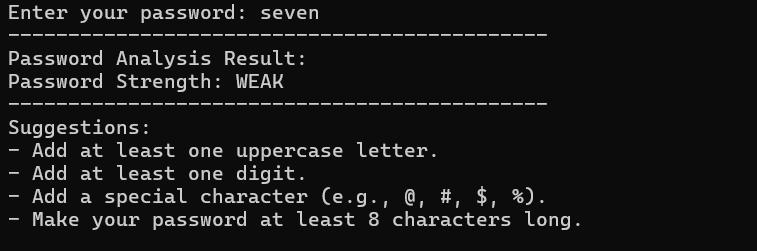 Enter your password: seven
---------------------------------------------
Password Analysis Result:
Password Strength: WEAK
---------------------------------------------
Suggestions:
- Add at least one uppercase letter.
- Add at least one digit.
- Add a special character (e.g., @, #, $, %).
- Make your password at least 8 characters long.